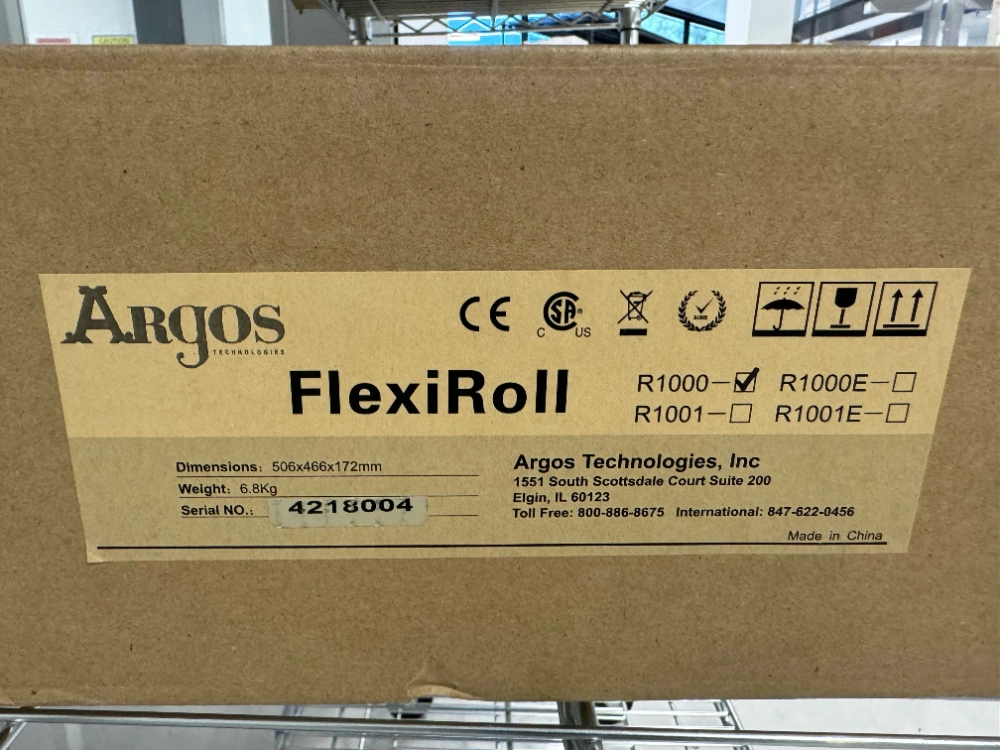 ARGOS
TECHNOLOGIES
CE
C SA® US
FlexiRoll
R1000–☑ R1000E–☐
R1001–☐ R1001E–☐
Dimensions: 506x466x172mm
Weight: 6.8Kg
Serial NO.: 4218004
Argos Technologies, Inc
1551 South Scottsdale Court Suite 200
Elgin, IL 60123
Toll Free: 800-886-8675 International: 847-622-0456
Made in China